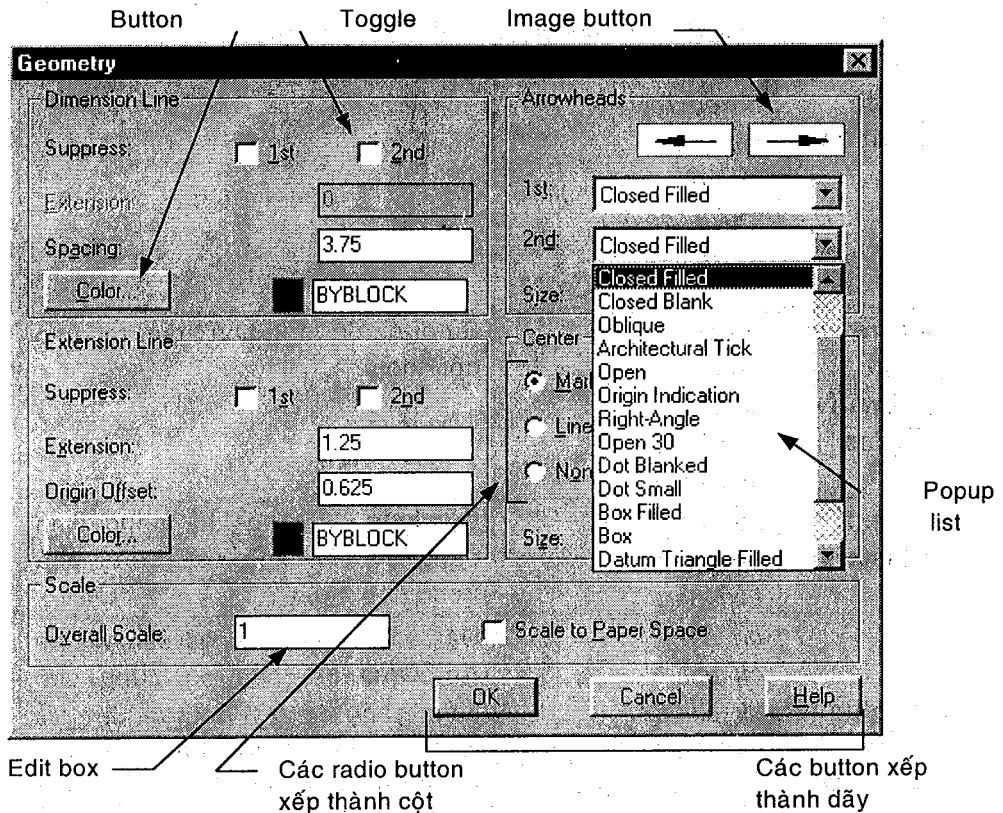 Button Toggle Image button
Geometry
Dimension Line
Suppress: 1st 2nd
Extension: 0
Spacing: 3.75
Color... BYBLOCK
Extension Line
Suppress: 1st 2nd
Extension: 1.25
Origin Offset: 0.625
Color... BYBLOCK
Arrowheads
1st: Closed Filled
2nd: Closed Filled
Size:
Closed Filled
Closed Blank
Oblique
Architectural Tick
Open
Origin Indication
Right-Angle
Open 30
Dot Blanked
Dot Small
Box Filled
Box
Datum Triangle Filled
Center
Line
Size:
Popup
list
Scale
Overall Scale: 1 Scale to Paper Space
OK Cancel Help
Edit box
Các radio button
xếp thành cột
Các button xếp
thành dãy